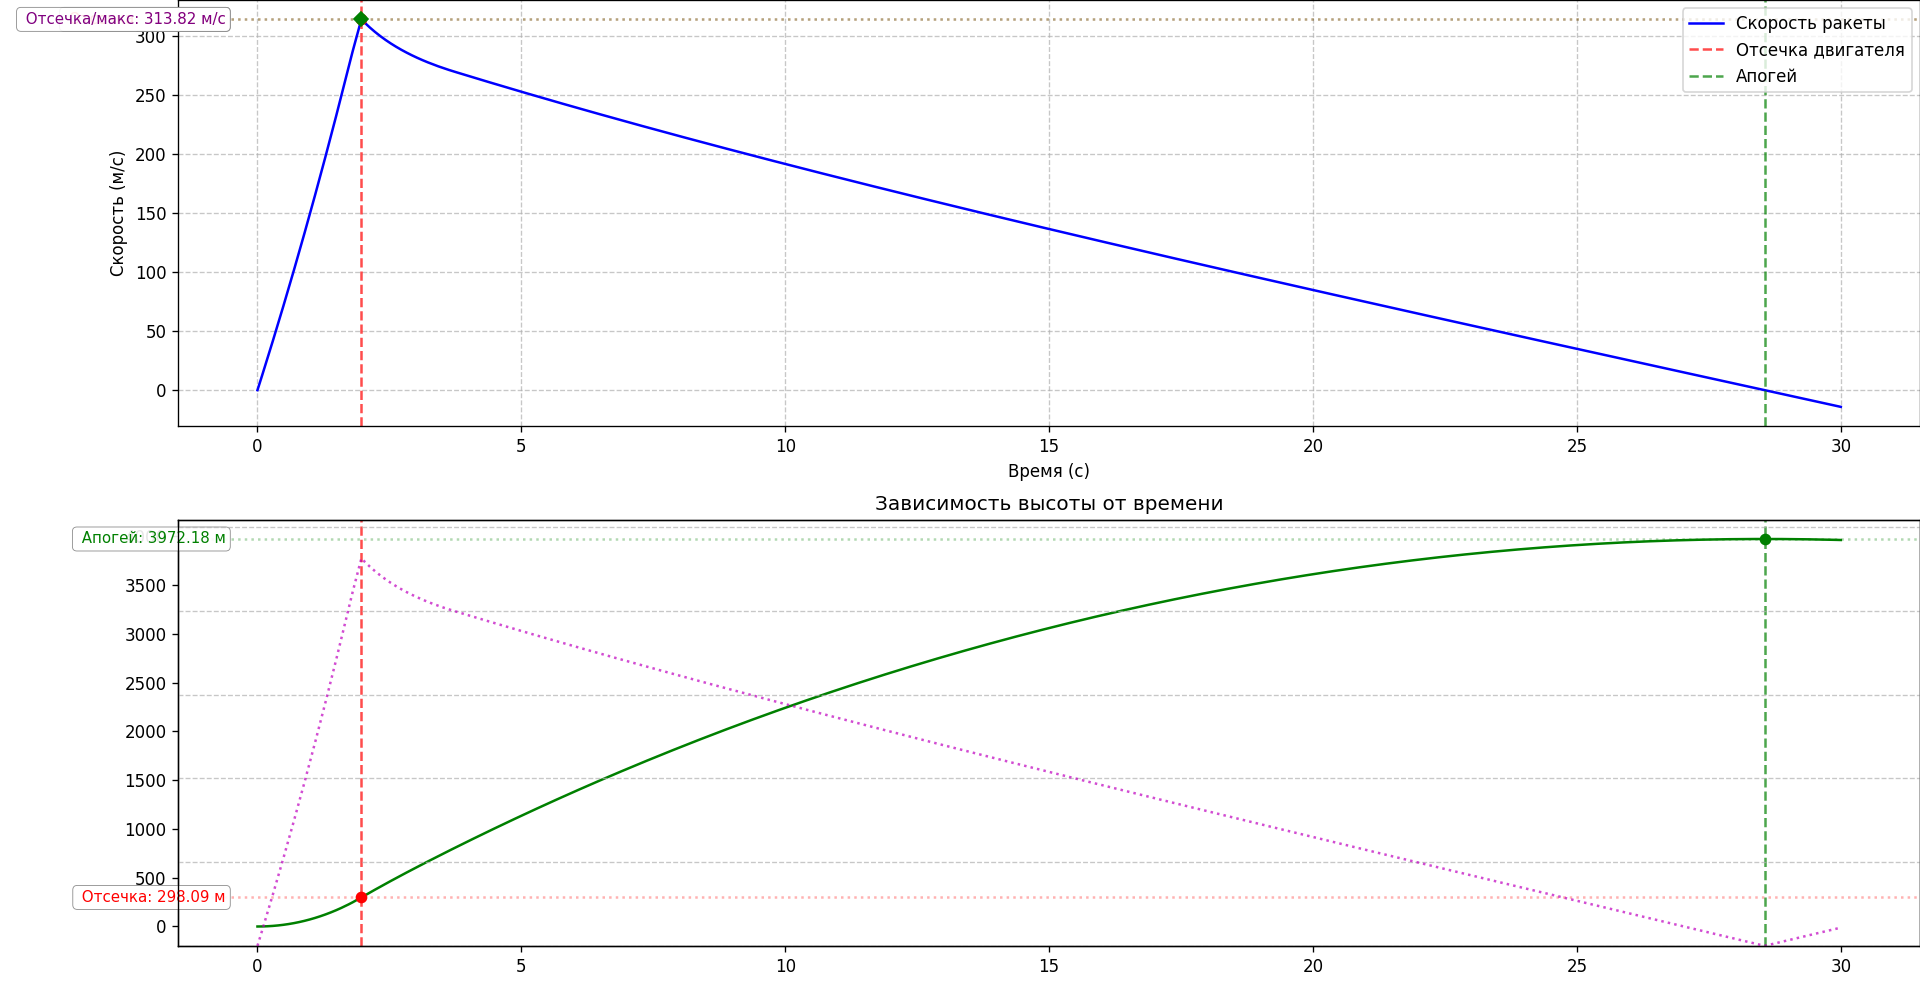 Отсечка/макс: 313.82 м/с
300
250
200
150
100
50
0
Скорость (м/с)
Скорость ракеты
Отсечка двигателя
Апогей
0 5 10 15 20 25 30
Время (с)
Зависимость высоты от времени
Апогей: 3972.18 м
3500
3000
2500
2000
1500
1000
500
Отсечка: 298.09 м
0
0 5 10 15 20 25 30